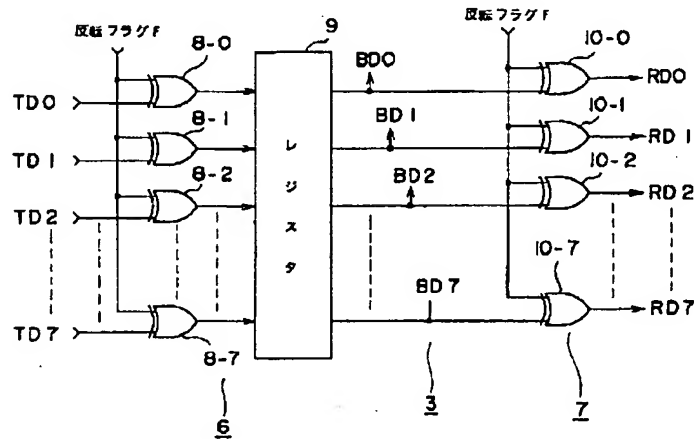 反転フラグF
反転フラグF
9
8-0
10-0
BD0
TD0
RD0
8-1
10-1
BD1
TD1
RD1
8-2
10-2
BD2
TD2
RD2
レジスタ
10-7
BD7
TD7
RD7
8-7
6
3
7